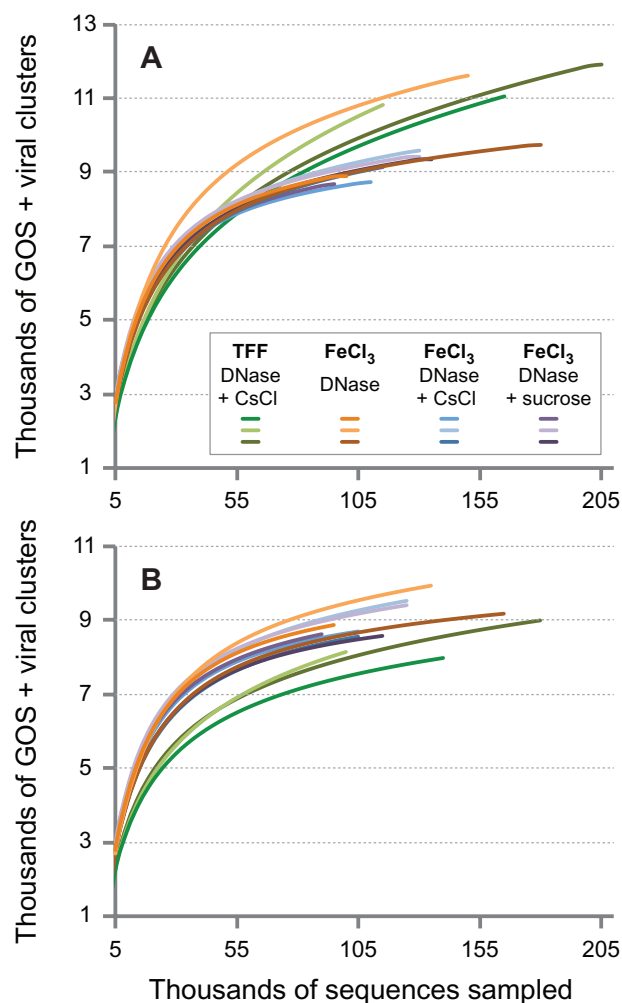 13
A
11
9
7
5
3
1
Thousands of GOS + viral clusters
TFF FeCl3 FeCl3 FeCl3
DNase DNase DNase DNase
+ CsCl + CsCl + sucrose
5 55 105 155 205
11
B
9
7
5
3
1
Thousands of GOS + viral clusters
5 55 105 155 205
Thousands of sequences sampled